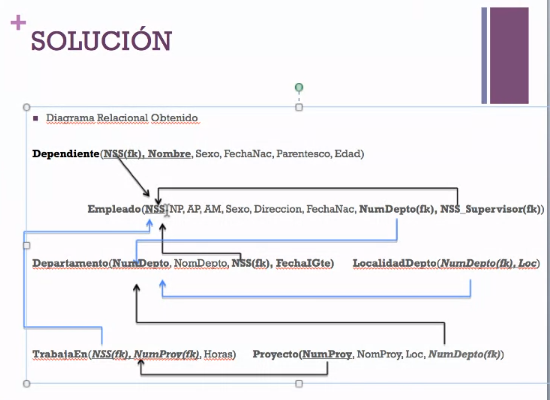 +
SOLUCIÓN
Diagrama Relacional Obtenido
Dependiente(NSS(fk), Nombre, Sexo, FechaNac, Parentesco, Edad)
Empleado(NSS, NP, AP, AM, Sexo, Direccion, FechaNac, NumDepto(fk), NSS_Supervisor(fk))
Departamento(NumDepto, NomDepto, NSS(fk), FechaIGte) LocalidadDepto(NumDepto(fk), Loc)
TrabajaEn(NSS(fk), NumProy(fk), Horas) Proyecto(NumProy, NomProy, Loc, NumDepto(fk))